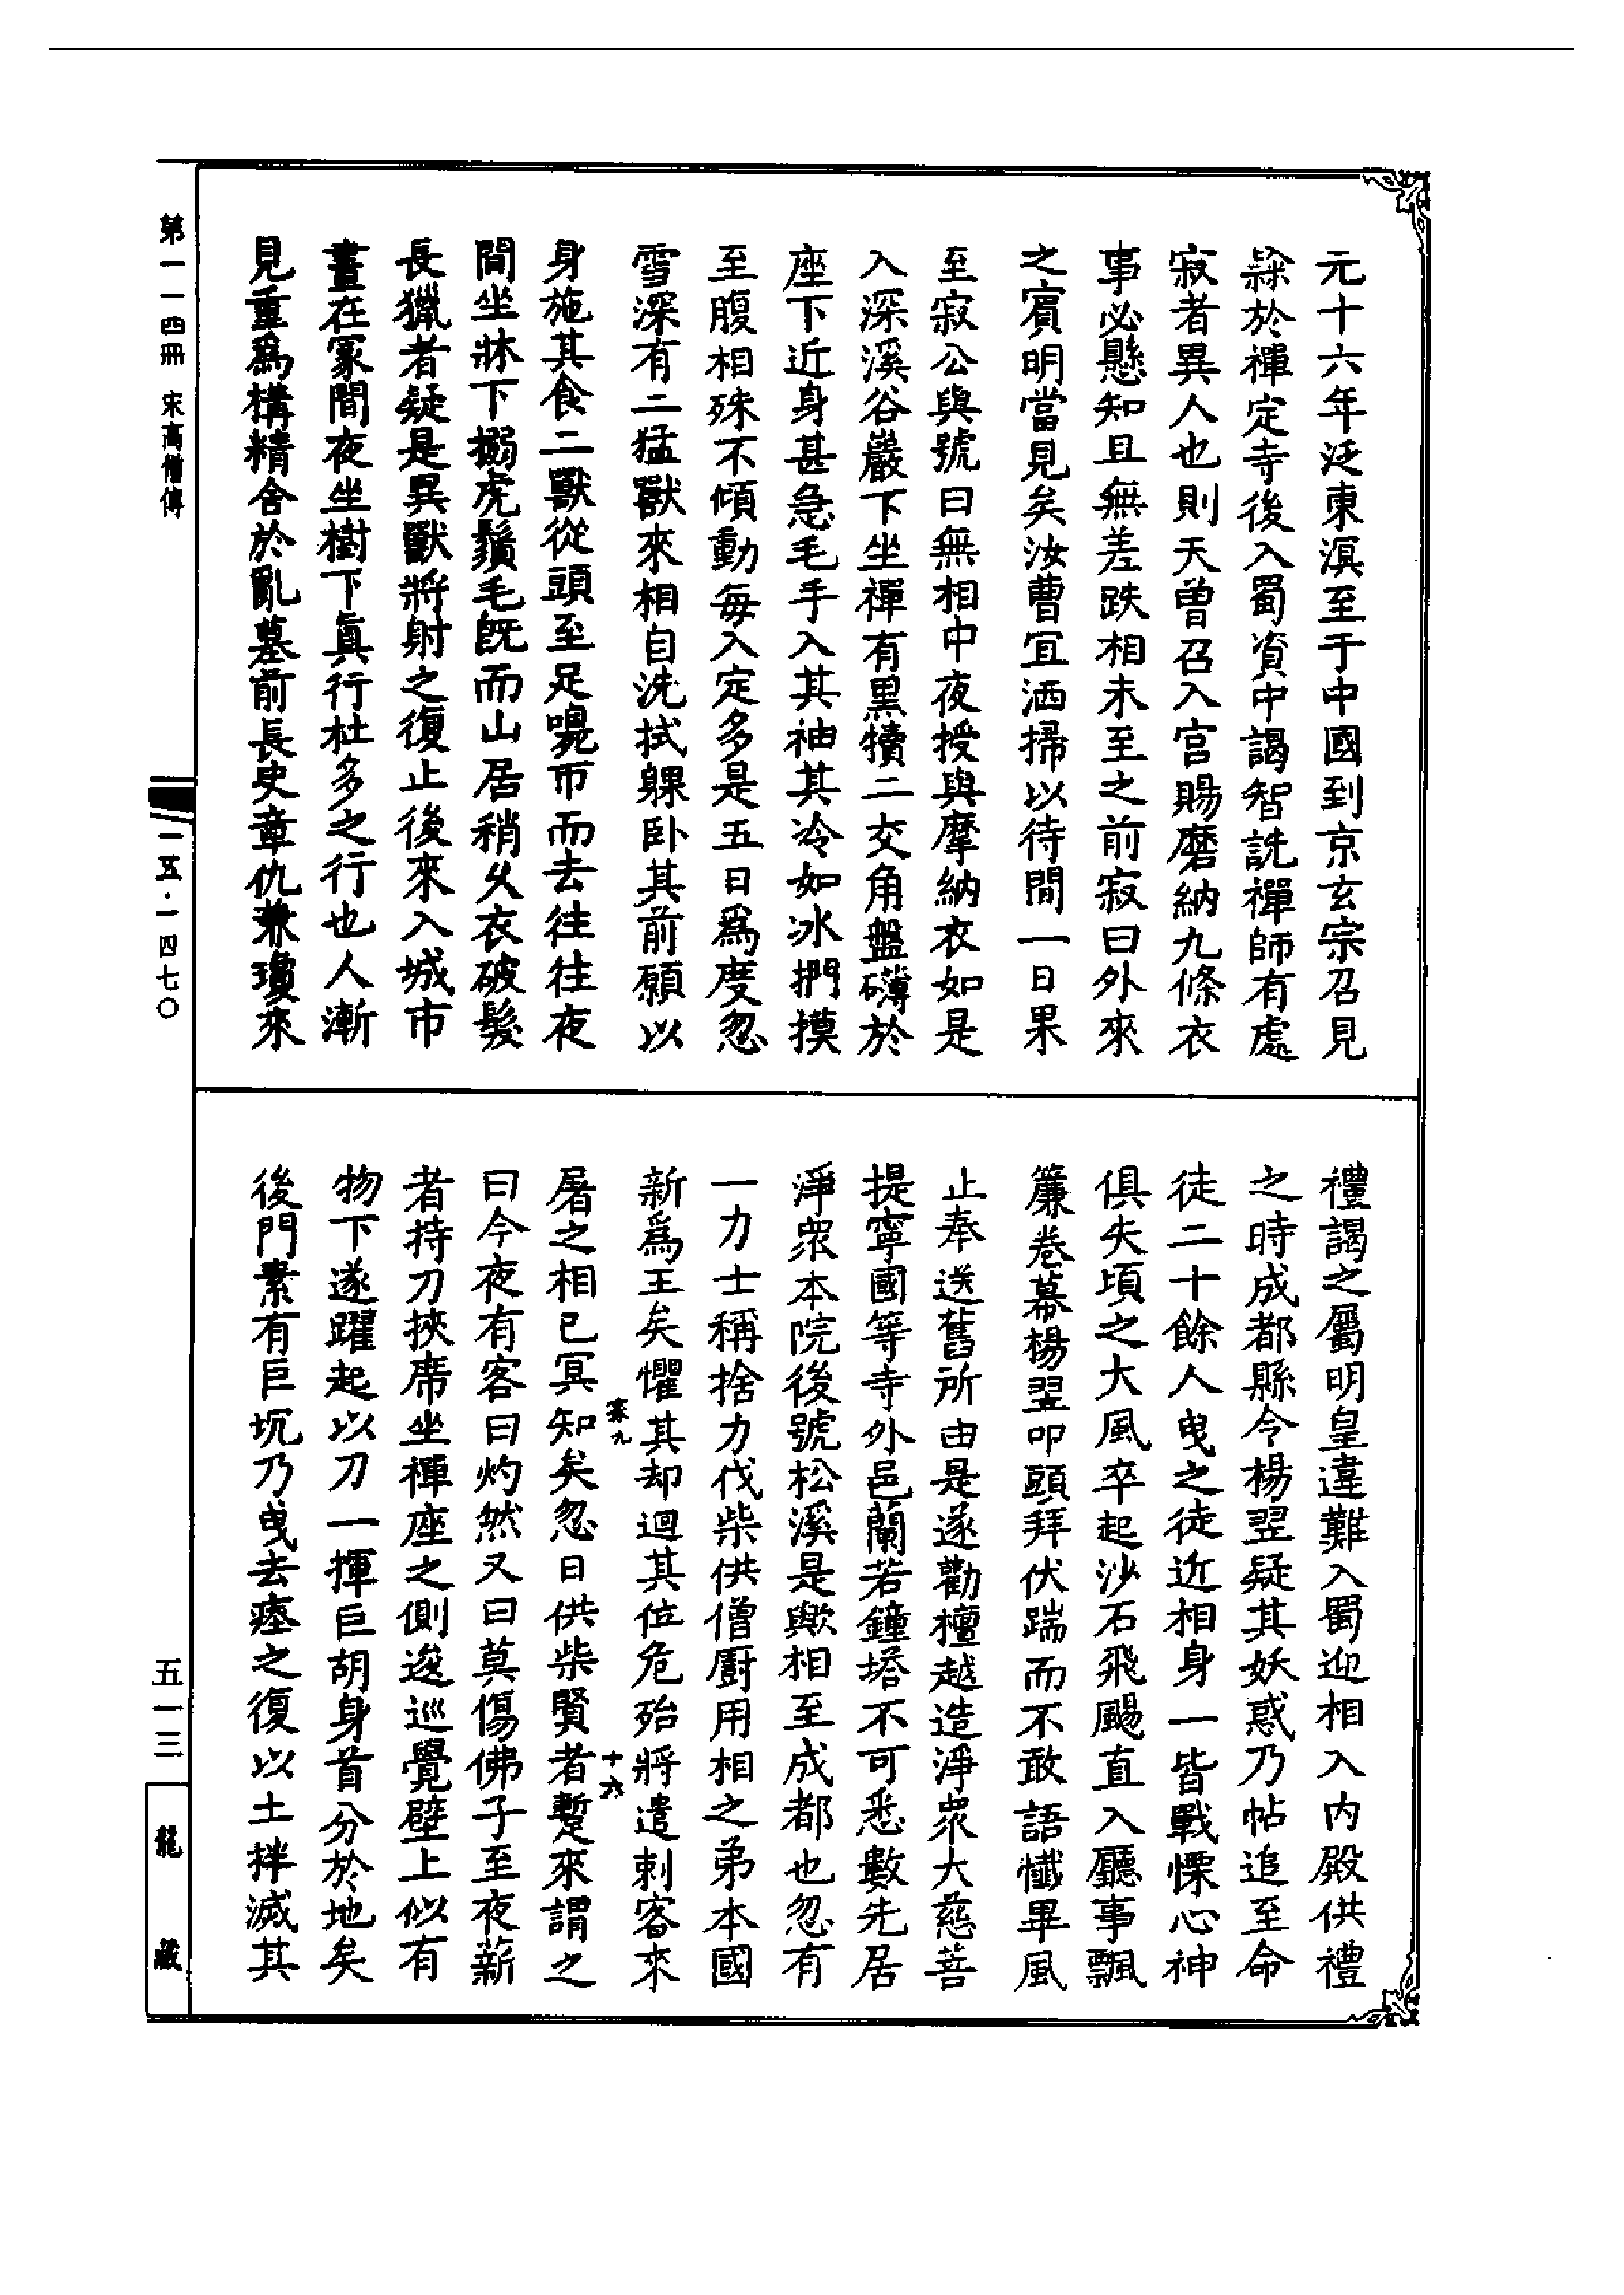 元十六年泛東溟至于中國到京玄宗召見
𥘉於禪定寺後入蜀資中謁智詵禪師有處
寂者異人也則天曾召入宮賜磨納九條衣
事必懸知且無差跌相未至之前寂曰外來
之賓明當見矣汝曹宜洒掃以待間一日果
至寂公與號曰無相中夜授與摩納衣如是
入深溪谷巖下坐禪有黑犢二交角盤礴於
座下近身甚急毛手入其袖其冷如冰捫摸
至腹相殊不傾動每入定多是五日爲度忽
雪深有二猛獸來相自洗拭躶卧其前願以
身施其食二獸從頭至足嗅帀而去往往夜
間坐牀下搦虎鬚毛既而山居稍久衣破髮
長獵者疑是異獸將射之復止後來入城市
晝在冢間夜坐樹下真行杜多之行也人漸
見重爲構精舍於亂墓前長史章仇兼瓊來
禮謁之屬明皇違難入蜀迎相入內殿供禮
之時成都縣令楊翌疑其妖惑乃帖追至命
徒二十餘人曳之徒近相身一皆戰慄心神
俱失頃之大風卒起沙石飛颺直入廳事飄
簾卷幕楊翌叩頭拜伏踹而不敢語懺畢風
止奉送舊所由是遂勸檀越造淨衆大慈菩
提寧國等寺外邑蘭若鐘塔不可悉數先居
淨衆本院後號松溪是歟相至成都也忽有
一力士稱捨力伐柴供僧廚用相之弟本國
新爲王矣懼其却迴其位危殆將遣刺客來
屠之相已冥知矣忽日供柴賢者蹔來謂之
曰今夜有客曰灼然又曰莫傷佛子至夜薪
者持刀挾席坐禪座之側逡巡覺壁上似有
物下遂躍起以刀一揮巨胡身首分於地矣
後門素有巨坑乃曳去瘞之復以土拌滅其
十六
第一一四冊 宋高僧傳
一五·一四七〇
五一三
龍藏